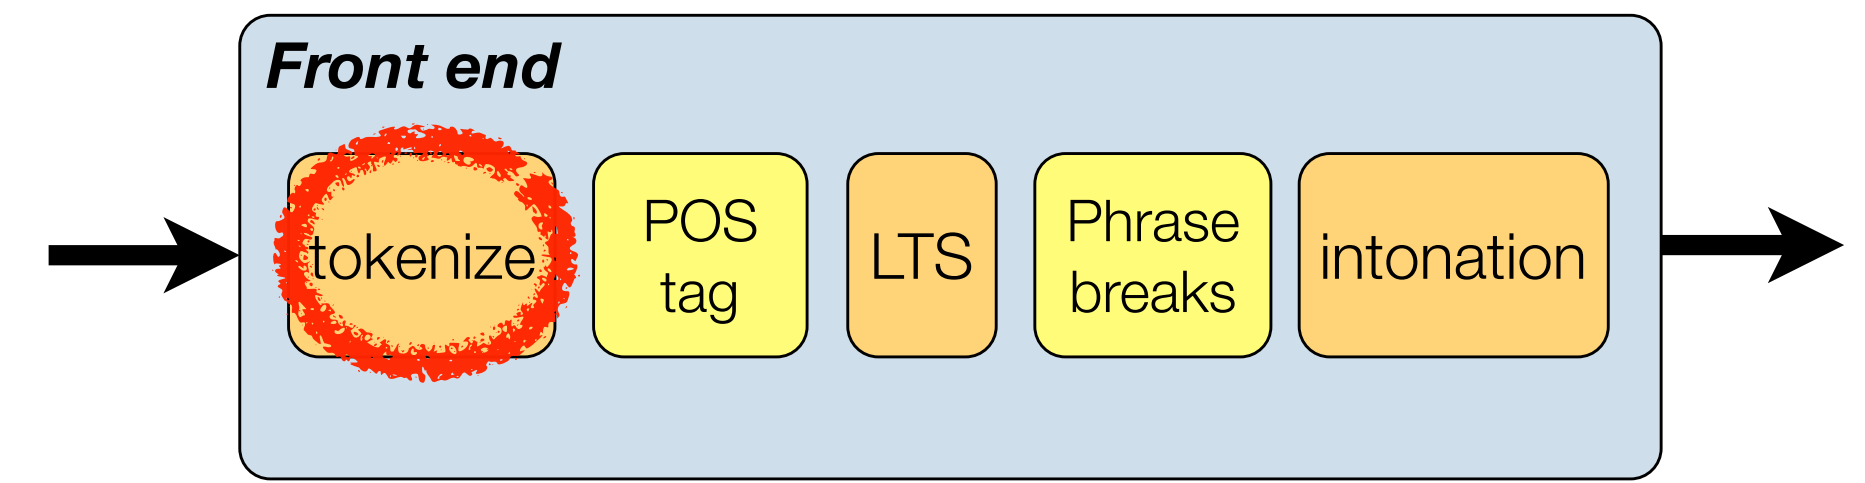 Front end
tokenize
POS
tag
LTS
Phrase
breaks
intonation